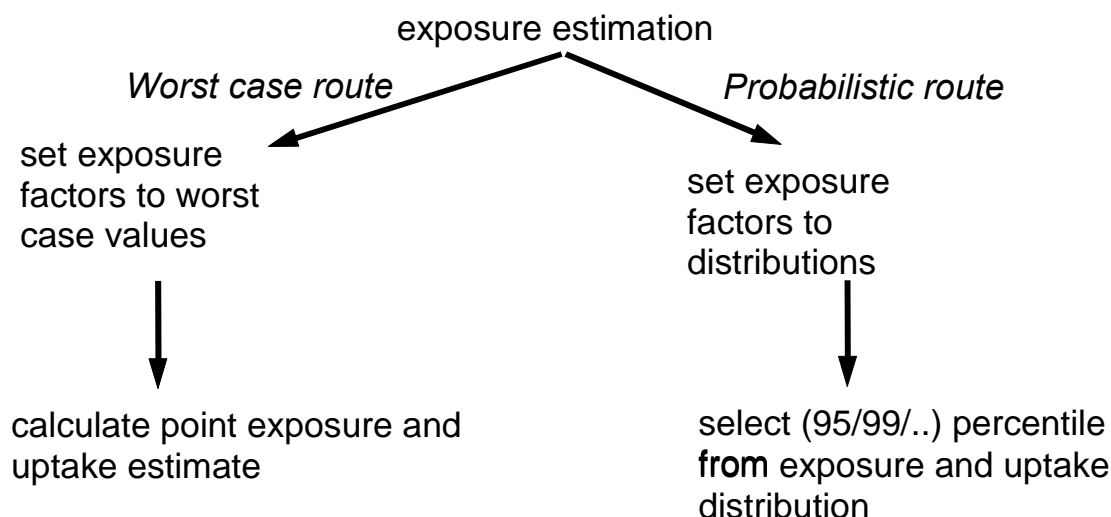 exposure estimation
Worst case route
Probabilistic route
set exposure
factors to worst
case values
set exposure
factors to
distributions
calculate point exposure and
uptake estimate
select (95/99/..) percentile
from exposure and uptake
distribution